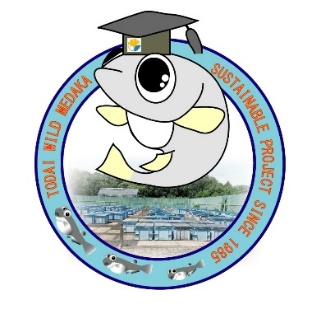 TODAI WILD MEDAKA
SUSTAINABLE PROJECT SINCE 1985